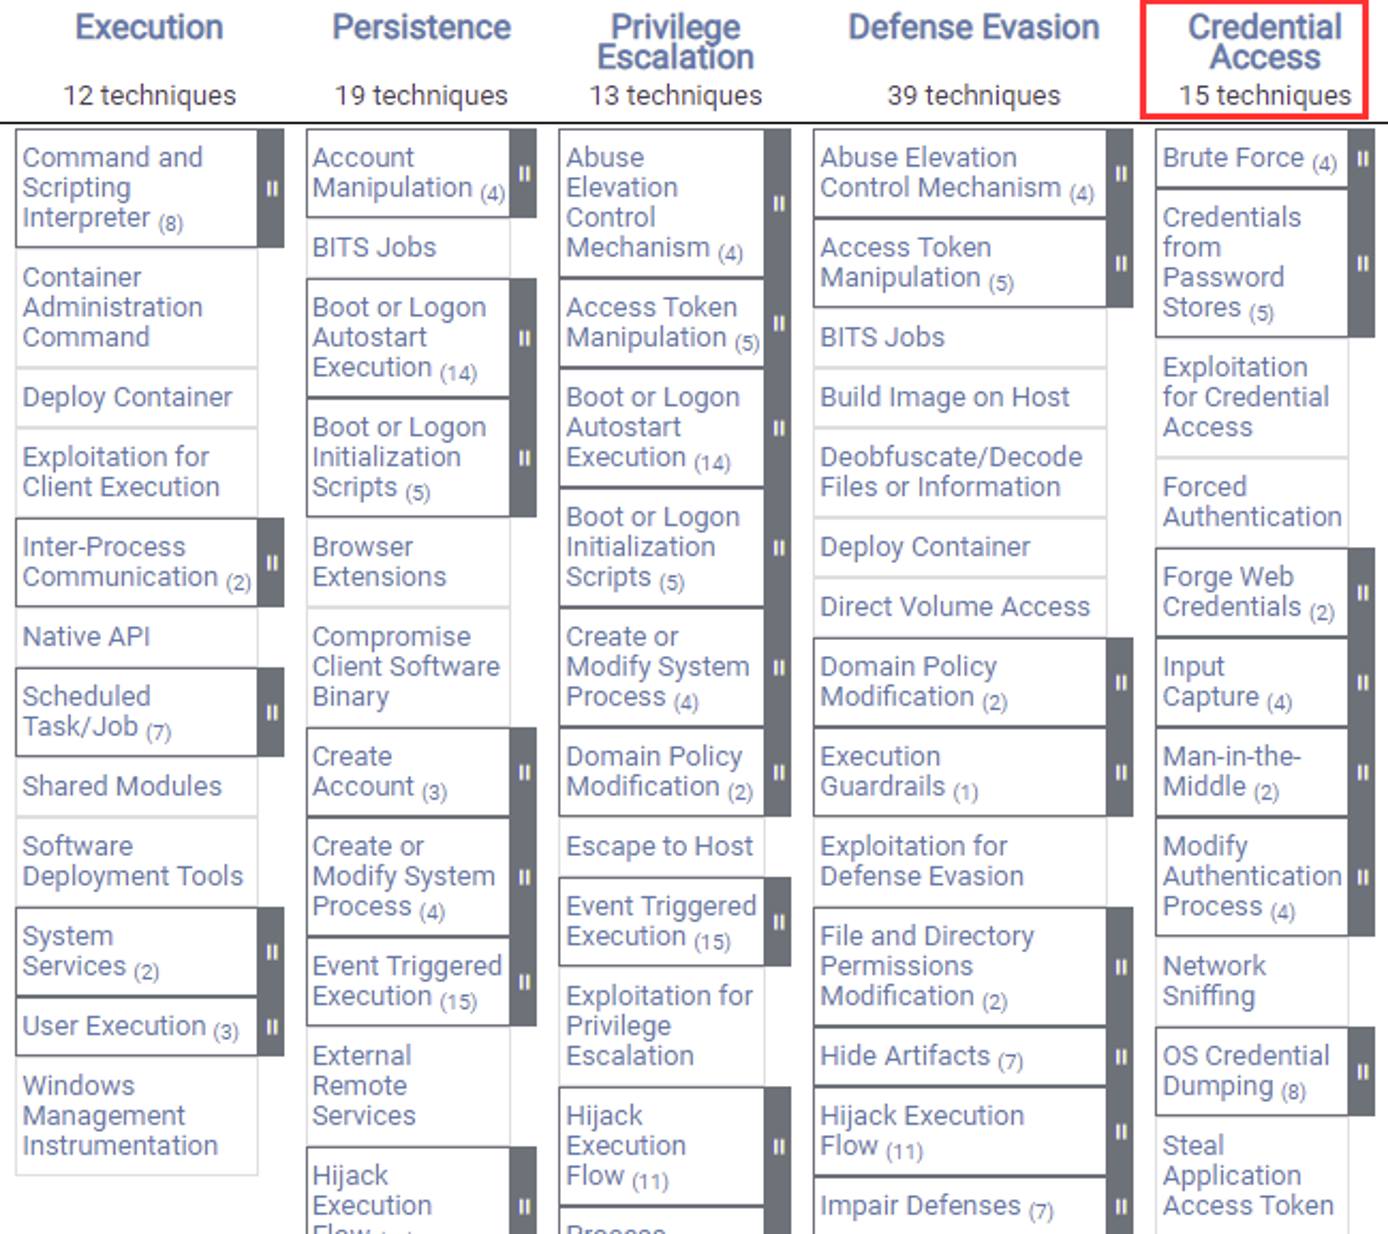 Execution
12 techniques
Command and
Scripting
Interpreter (8)
Container
Administration
Command
Deploy Container
Exploitation for
Client Execution
Inter-Process
Communication (2)
Native API
Scheduled
Task/Job (7)
Shared Modules
Software
Deployment Tools
System
Services (2)
User Execution (3)
Windows
Management
Instrumentation
Persistence
19 techniques
Account
Manipulation (4)
BITS Jobs
Boot or Logon
Autostart
Execution (14)
Boot or Logon
Initialization
Scripts (5)
Browser
Extensions
Compromise
Client Software
Binary
Create
Account (3)
Create or
Modify System
Process (4)
Event Triggered
Execution (15)
External
Remote
Services
Hijack
Execution
Flow
Privilege
Escalation
13 techniques
Abuse
Elevation
Control
Mechanism (4)
Access Token
Manipulation (5)
Boot or Logon
Autostart
Execution (14)
Boot or Logon
Initialization
Scripts (5)
Create or
Modify System
Process (4)
Domain Policy
Modification (2)
Escape to Host
Event Triggered
Execution (15)
Exploitation for
Privilege
Escalation
Hijack
Execution
Flow (11)
Process
Defense Evasion
39 techniques
Abuse Elevation
Control Mechanism (4)
Access Token
Manipulation (5)
BITS Jobs
Build Image on Host
Deobfuscate/Decode
Files or Information
Deploy Container
Direct Volume Access
Domain Policy
Modification (2)
Execution
Guardrails (1)
Exploitation for
Defense Evasion
File and Directory
Permissions
Modification (2)
Hide Artifacts (7)
Hijack Execution
Flow (11)
Impair Defenses (7)
Credential
Access
15 techniques
Brute Force (4)
Credentials
from
Password
Stores (5)
Exploitation
for Credential
Access
Forced
Authentication
Forge Web
Credentials (2)
Input
Capture (4)
Man-in-the-
Middle (2)
Modify
Authentication
Process (4)
Network
Sniffing
OS Credential
Dumping (8)
Steal
Application
Access Token